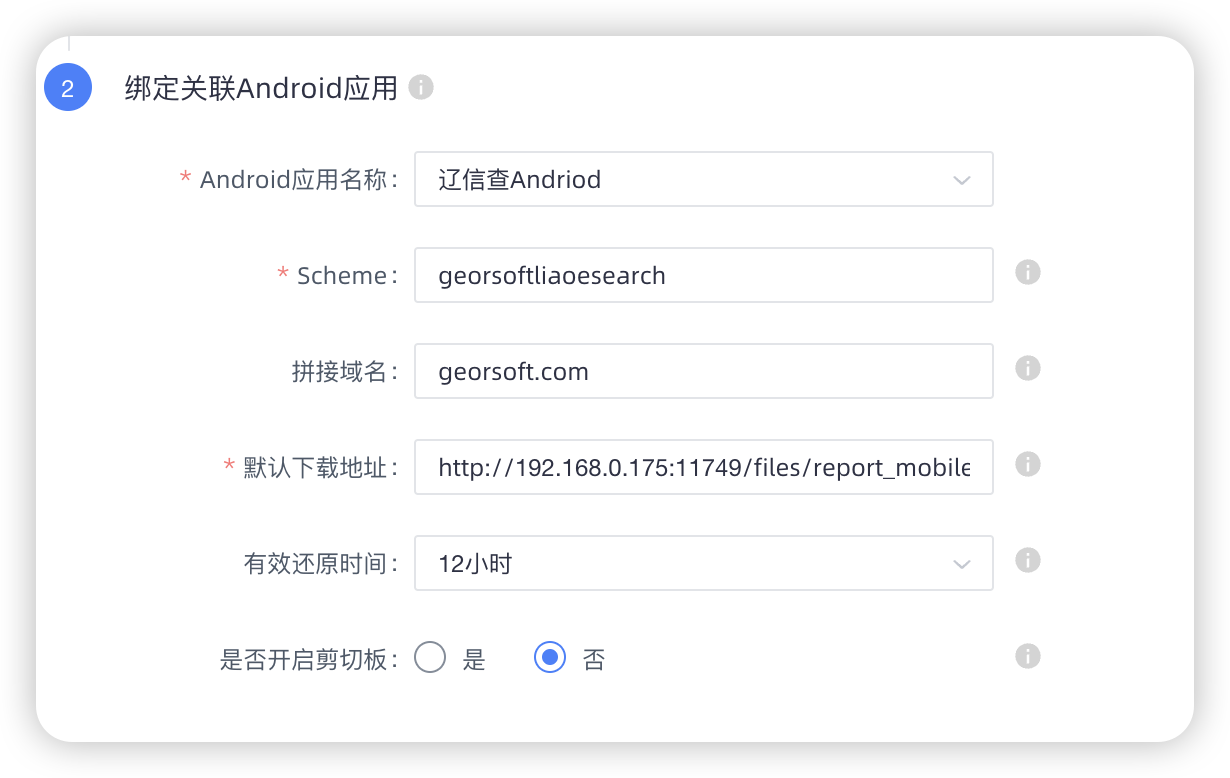 2 绑定关联Android应用
* Android应用名称: 辽信查Andriod
* Scheme: georsoftliaoesearch
拼接域名: georsoft.com
* 默认下载地址: http://192.168.0.175:11749/files/report_mobile
有效还原时间: 12小时
是否开启剪切板: 是 否